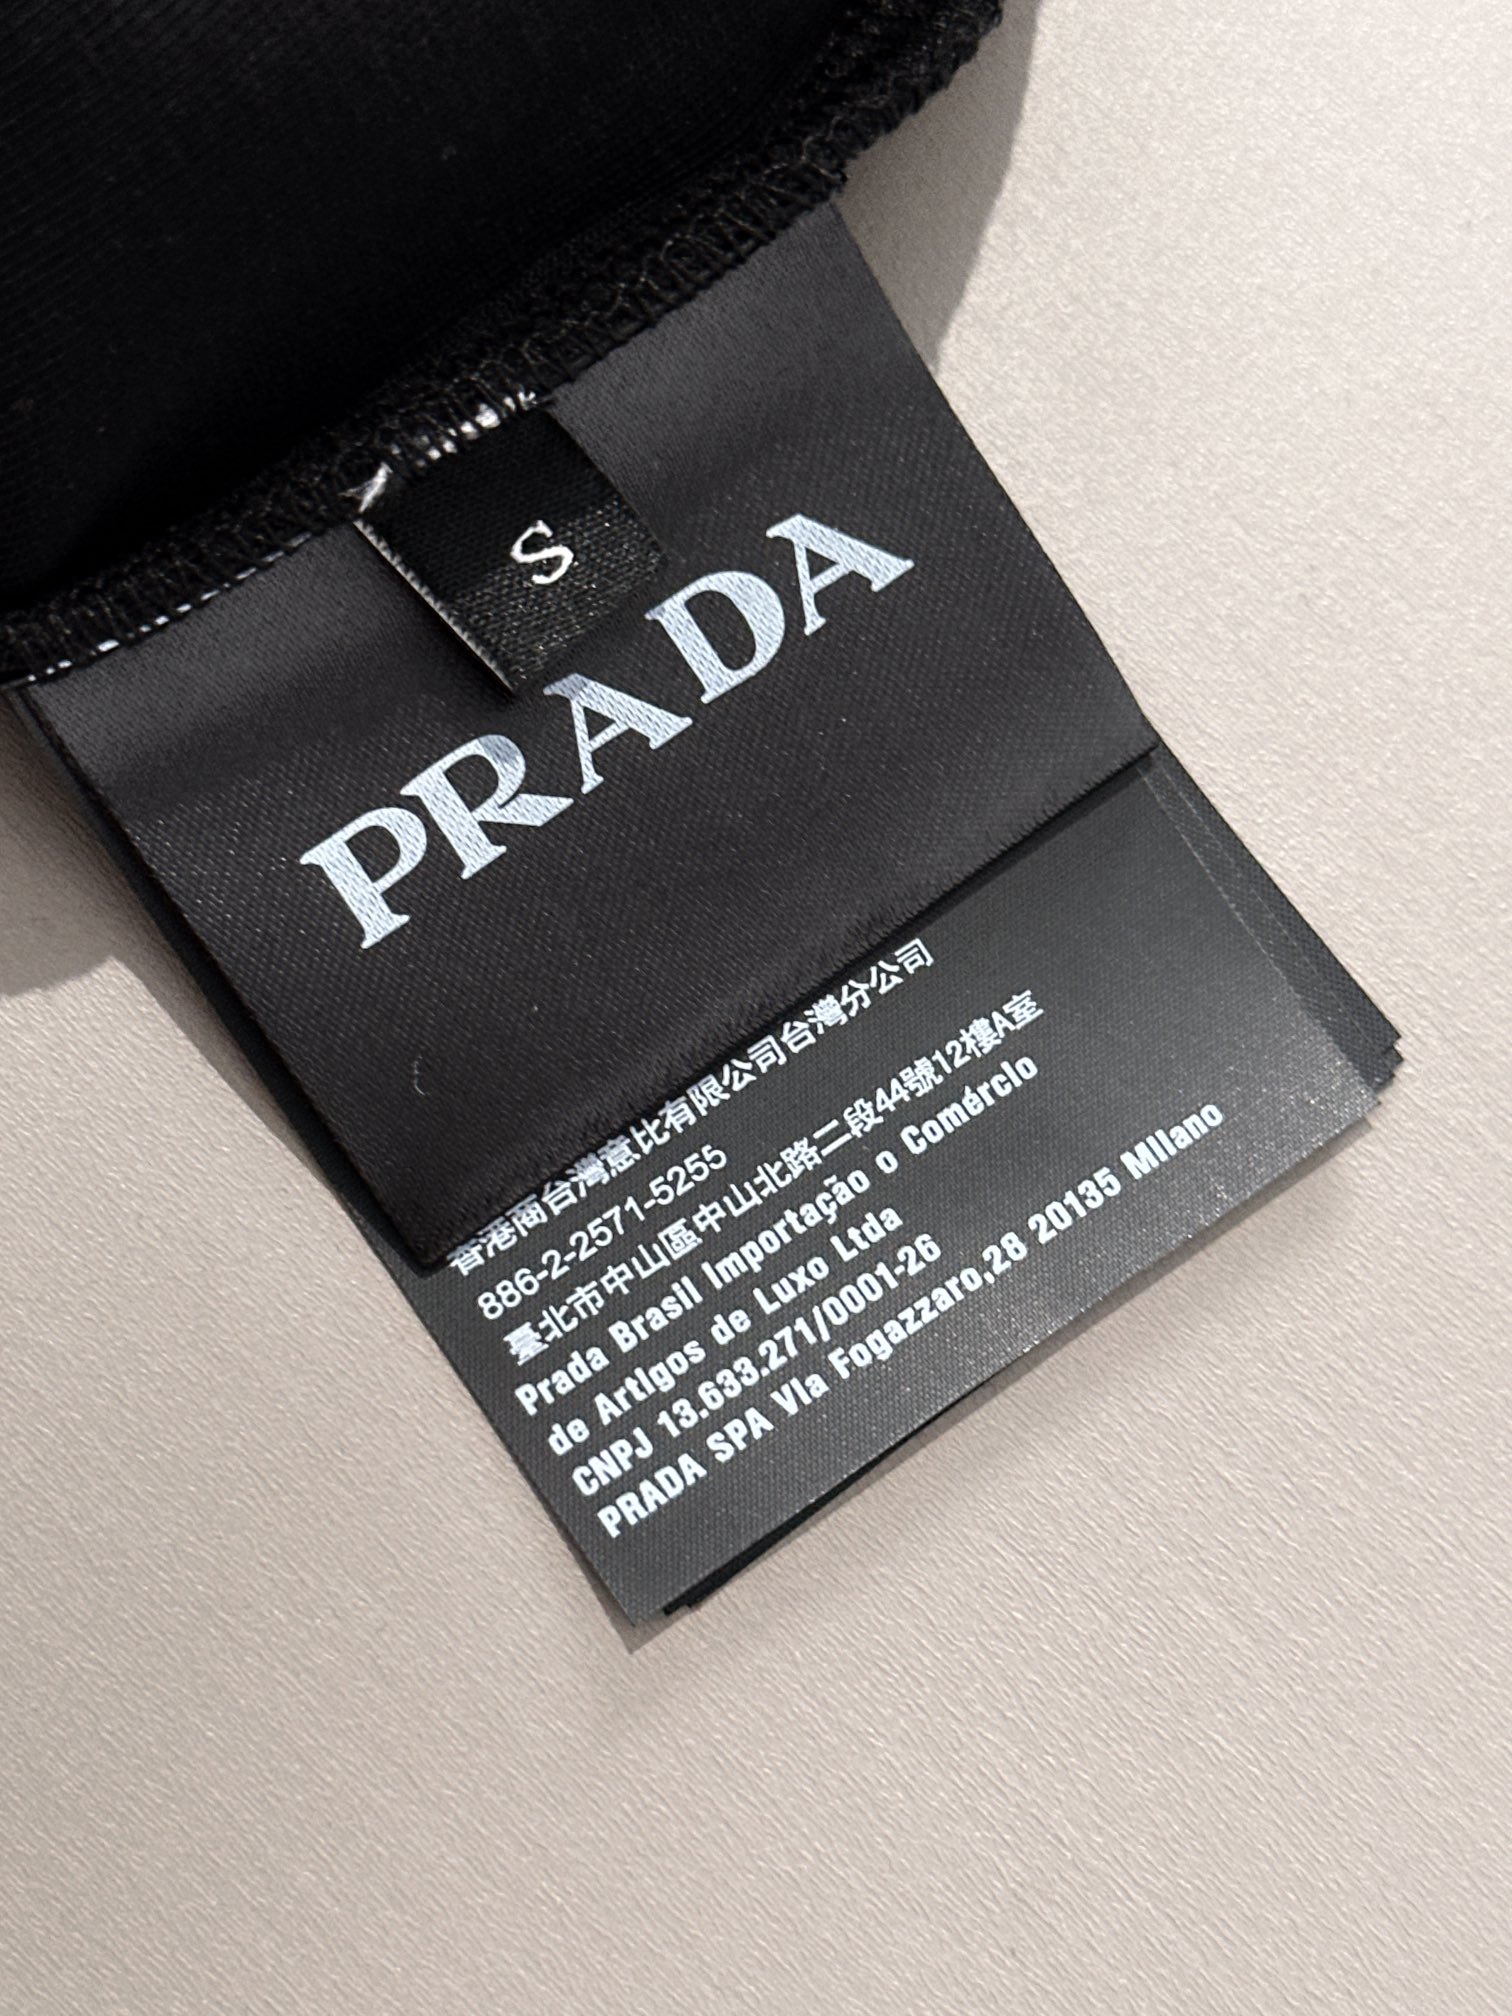 S
PRADA
香港商台灣意比有限公司台灣分公司
886-2-2571-5255
臺北市中山區中山北路二段44號12樓A室
Prada Brasil Importação o Comércio
de Artigos de Luxo Ltda
CNPJ 13.633.271/0001-26
PRADA SPA Via Fogazzaro,28 20135 Milano